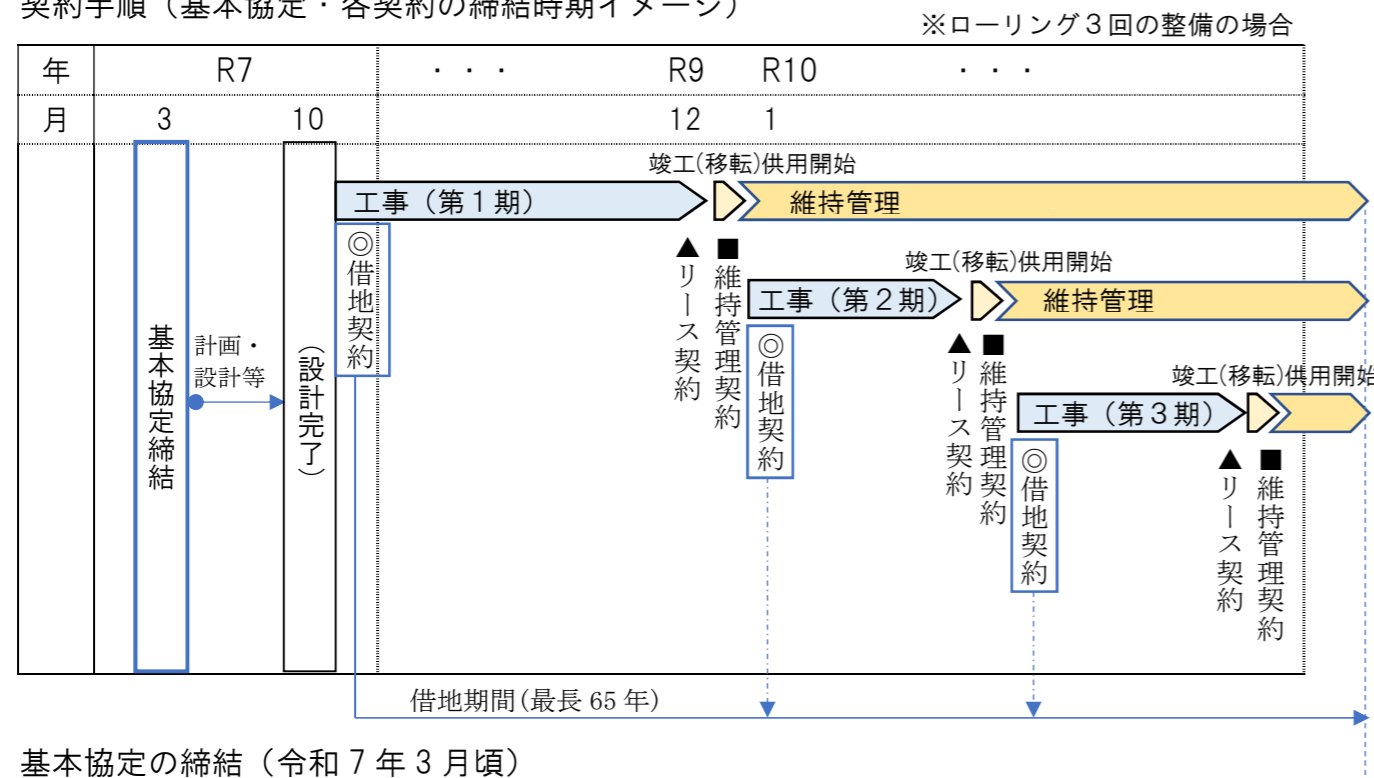 契約手順（基本協定・各契約の締結時期イメージ）
※ローリング３回の整備の場合
年 R7 ・・・ R9 R10 ・・・
月 3 10 12 1
竣工(移転)供用開始
工事（第１期） 維持管理
◎借地契約
▲リース契約
■維持管理契約
竣工(移転)供用開始
工事（第２期） 維持管理
◎借地契約
▲リース契約
■維持管理契約
竣工(移転)供用開始
工事（第３期）
◎借地契約
▲リース契約
■維持管理契約
基本協定締結
計画・
設計等
（設計完了）
借地期間(最長 65 年)
基本協定の締結（令和 7 年 3 月頃）